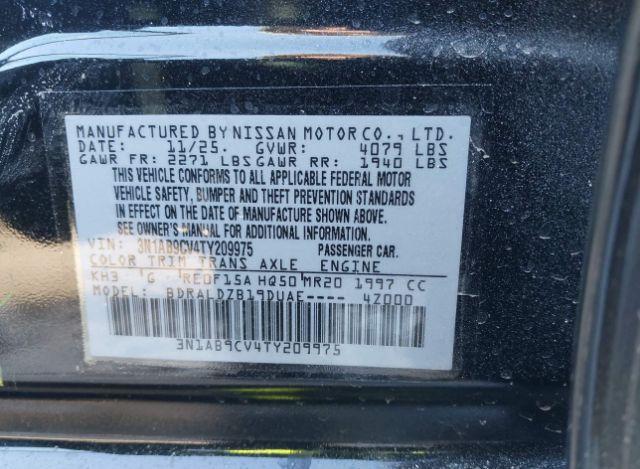 MANUFACTURED BY NISSAN MOTOR CO., LTD.
DATE: 11/25. GVWR: 4079 LBS
GAWR FR: 2271 LBS GAWR RR: 1940 LBS
THIS VEHICLE CONFORMS TO ALL APPLICABLE FEDERAL MOTOR
VEHICLE SAFETY, BUMPER AND THEFT PREVENTION STANDARDS
IN EFFECT ON THE DATE OF MANUFACTURE SHOWN ABOVE.
SEE OWNER'S MANUAL FOR ADDITIONAL INFORMATION.
VIN: 3N1AB9CV4TY209975 PASSENGER CAR.
COLOR TRIM TRANS AXLE ENGINE
KH3 G RE0F15A HQ50 MR20 1997 CC
MODEL: BDRALDZB19DUAE---- 4Z000
3N1AB9CV4TY209975